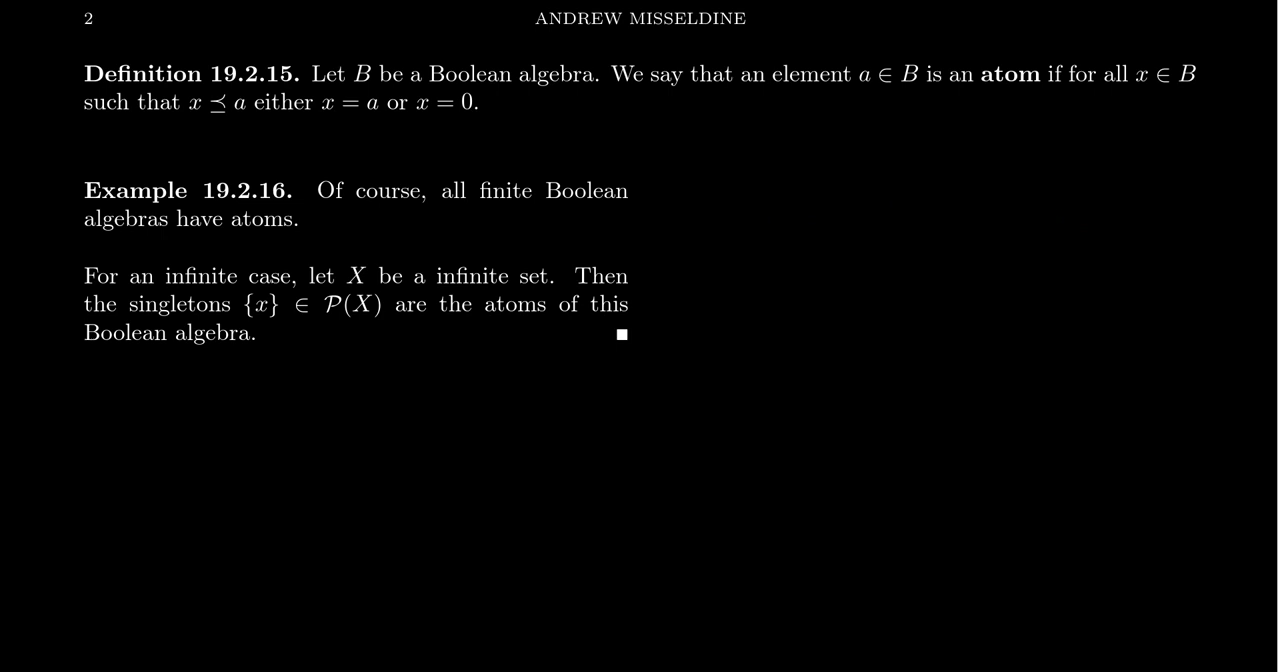 2
ANDREW MISSELDINE
Definition 19.2.15. Let B be a Boolean algebra. We say that an element a ∈ B is an atom if for all x ∈ B
such that x ⪯ a either x = a or x = 0.
Example 19.2.16. Of course, all finite Boolean
algebras have atoms.
For an infinite case, let X be a infinite set. Then
the singletons {x} ∈ 𝒫(X) are the atoms of this
Boolean algebra. ■